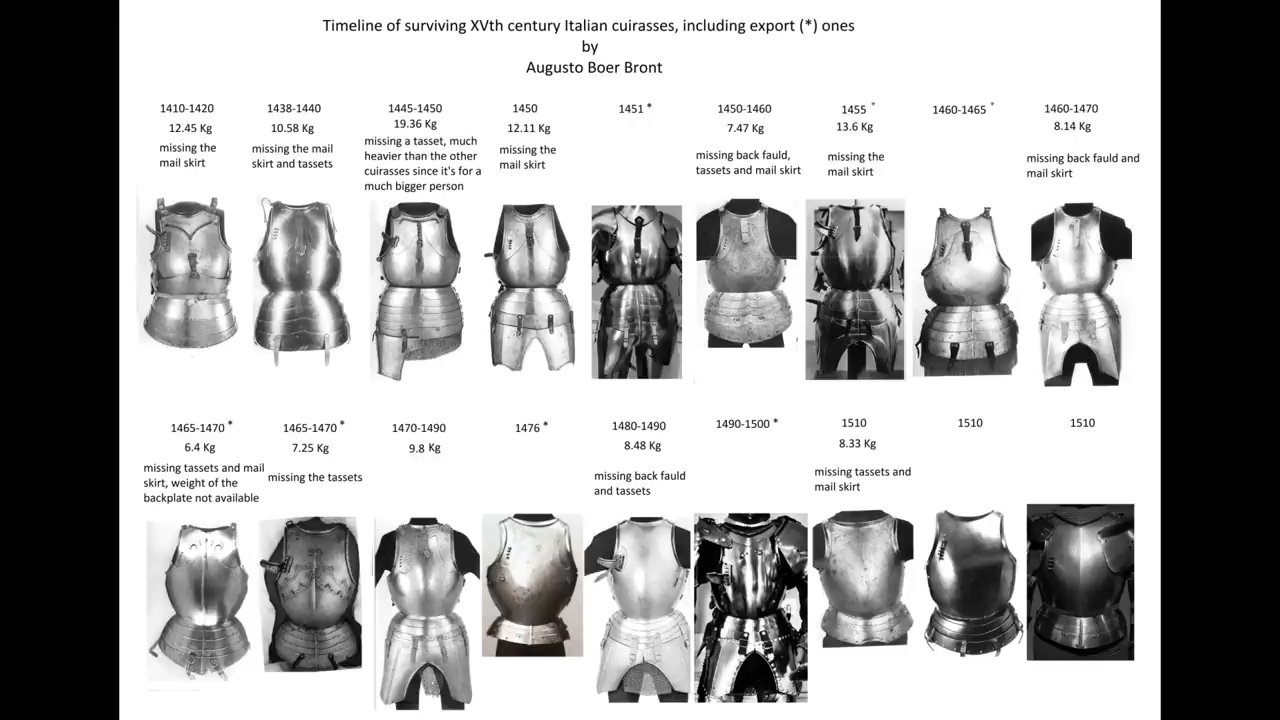 Timeline of surviving XVth century Italian cuirasses, including export (*) ones
by
Augusto Boer Bront
1410-1420
12.45 Kg
missing the
mail skirt
1438-1440
10.58 Kg
missing the mail
skirt and tassets
1445-1450
19.36 Kg
missing a tasset, much
heavier than the other
cuirasses since it's for a
much bigger person
1450
12.11 Kg
missing the
mail skirt
1451 *
1450-1460
7.47 Kg
missing back fauld,
tassets and mail skirt
1455 *
13.6 Kg
missing the
mail skirt
1460-1465 *
1460-1470
8.14 Kg
missing back fauld and
mail skirt
1465-1470 *
6.4 Kg
missing tassets and mail
skirt, weight of the
backplate not available
1465-1470 *
7.25 Kg
missing the tassets
1470-1490
9.8 Kg
1476 *
1480-1490
8.48 Kg
missing back fauld
and tassets
1490-1500 *
1510
8.33 Kg
missing tassets and
mail skirt
1510
1510